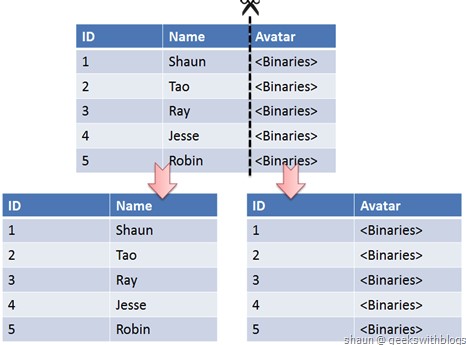 ID Name Avatar
1 Shaun <Binaries>
2 Tao <Binaries>
3 Ray <Binaries>
4 Jesse <Binaries>
5 Robin <Binaries>
ID Name
1 Shaun
2 Tao
3 Ray
4 Jesse
5 Robin
ID Avatar
1 <Binaries>
2 <Binaries>
3 <Binaries>
4 <Binaries>
5 <Binaries>
shaun @ geekswithblogs